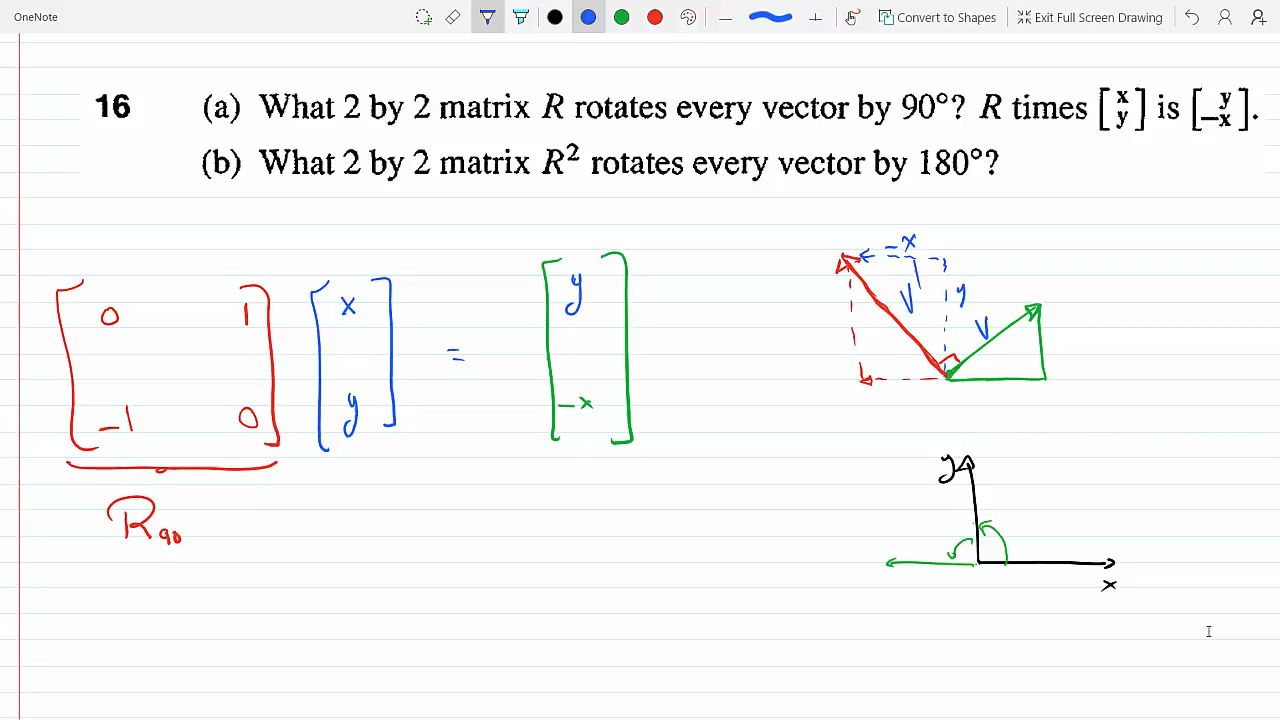 OneNote
Convert to Shapes Exit Full Screen Drawing
16 (a) What 2 by 2 matrix R rotates every vector by 90°? R times [x y] is [y −x].
(b) What 2 by 2 matrix R² rotates every vector by 180°?
−x
y
V
V
0 1 x = y
−1 0 y −x
R90
y
x